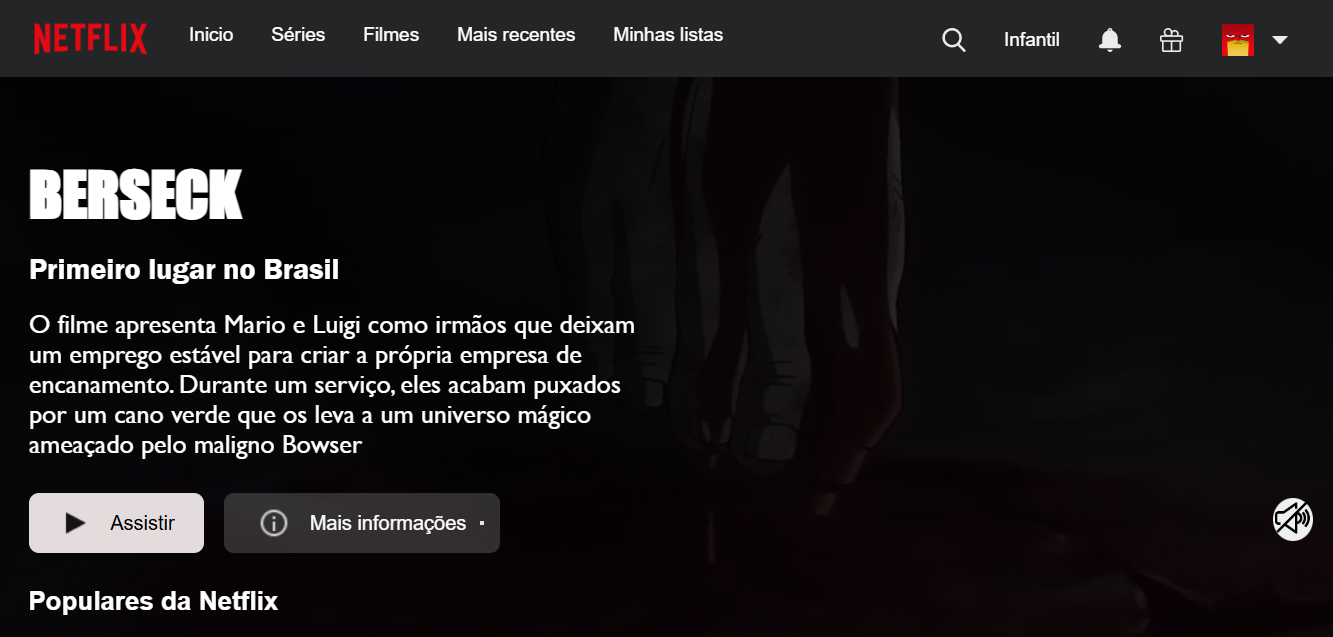 NETFLIX Inicio Séries Filmes Mais recentes Minhas listas Infantil
BERSECK
Primeiro lugar no Brasil
O filme apresenta Mario e Luigi como irmãos que deixam
um emprego estável para criar a própria empresa de
encanamento. Durante um serviço, eles acabam puxados
por um cano verde que os leva a um universo mágico
ameaçado pelo maligno Bowser
Assistir Mais informações
Populares da Netflix